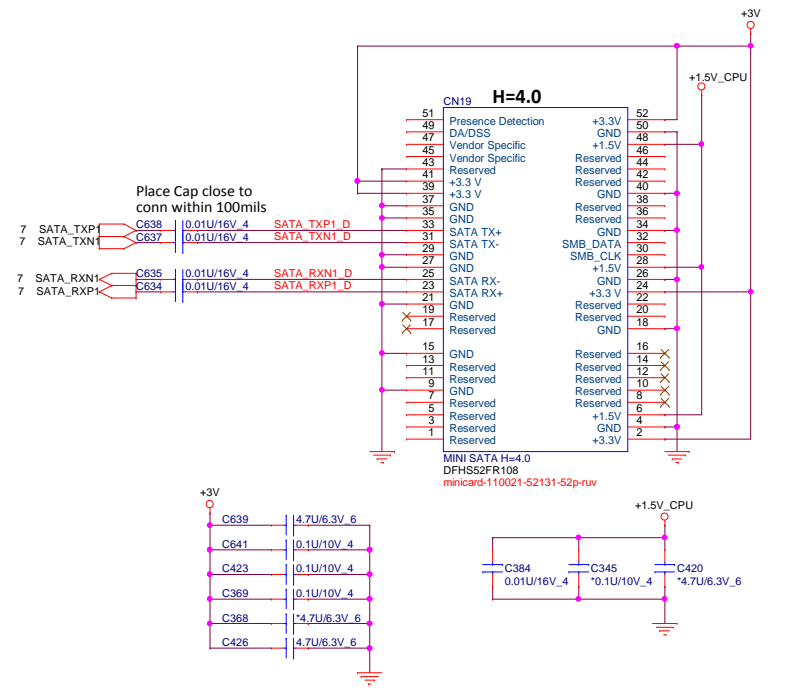 +3V
+1.5V_CPU
CN19 H=4.0
51 Presence Detection +3.3V 52
49 DA/DSS GND 50
47 Vendor Specific +1.5V 48
45 Vendor Specific Reserved 46
43 Reserved Reserved 44
41 +3.3 V Reserved 42
39 +3.3 V GND 40
37 GND Reserved 38
35 GND Reserved 36
33 SATA TX+ GND 34
31 SATA TX- SMB_DATA 32
29 GND SMB_CLK 30
27 GND +1.5V 28
25 SATA RX- GND 26
23 SATA RX+ +3.3 V 24
21 GND Reserved 22
19 Reserved Reserved 20
17 Reserved GND 18
15 GND Reserved 16
13 Reserved Reserved 14
11 Reserved Reserved 12
9 GND Reserved 10
7 Reserved Reserved 8
5 Reserved +1.5V 6
3 Reserved GND 4
1 Reserved +3.3V 2
MINI SATA H=4.0
DFHS52FR108
minicard-110021-52131-52p-ruv
Place Cap close to
conn within 100mils
7 SATA_TXP1 C638 0.01U/16V_4 SATA_TXP1_D
7 SATA_TXN1 C637 0.01U/16V_4 SATA_TXN1_D
7 SATA_RXN1 C635 0.01U/16V_4 SATA_RXN1_D
7 SATA_RXP1 C634 0.01U/16V_4 SATA_RXP1_D
+3V
C639 4.7U/6.3V_6
C641 0.1U/10V_4
C423 0.1U/10V_4
C369 0.1U/10V_4
C368 *4.7U/6.3V_6
C426 4.7U/6.3V_6
+1.5V_CPU
C384 C345 C420
0.01U/16V_4 *0.1U/10V_4 *4.7U/6.3V_6